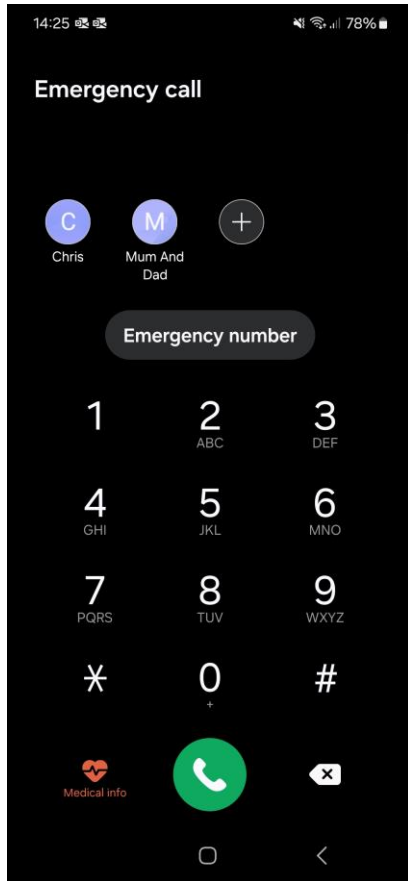 14:25 78%
Emergency call
C M +
Chris Mum And
Dad
Emergency number
1 2 3
ABC DEF
4 5 6
GHI JKL MNO
7 8 9
PQRS TUV WXYZ
* 0 #
+
Medical info